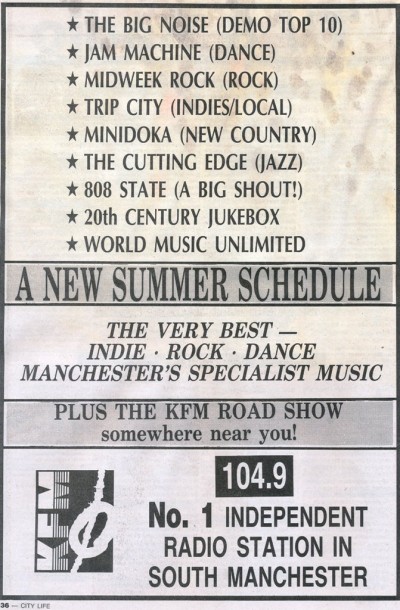 ★ THE BIG NOISE (DEMO TOP 10)
★ JAM MACHINE (DANCE)
★ MIDWEEK ROCK (ROCK)
★ TRIP CITY (INDIES/LOCAL)
★ MINIDOKA (NEW COUNTRY)
★ THE CUTTING EDGE (JAZZ)
★ 808 STATE (A BIG SHOUT!)
★ 20th CENTURY JUKEBOX
★ WORLD MUSIC UNLIMITED
A NEW SUMMER SCHEDULE
THE VERY BEST —
INDIE · ROCK · DANCE
MANCHESTER'S SPECIALIST MUSIC
PLUS THE KFM ROAD SHOW
somewhere near you!
KFM
104.9
No. 1 INDEPENDENT
RADIO STATION IN
SOUTH MANCHESTER
36 — CITY LIFE